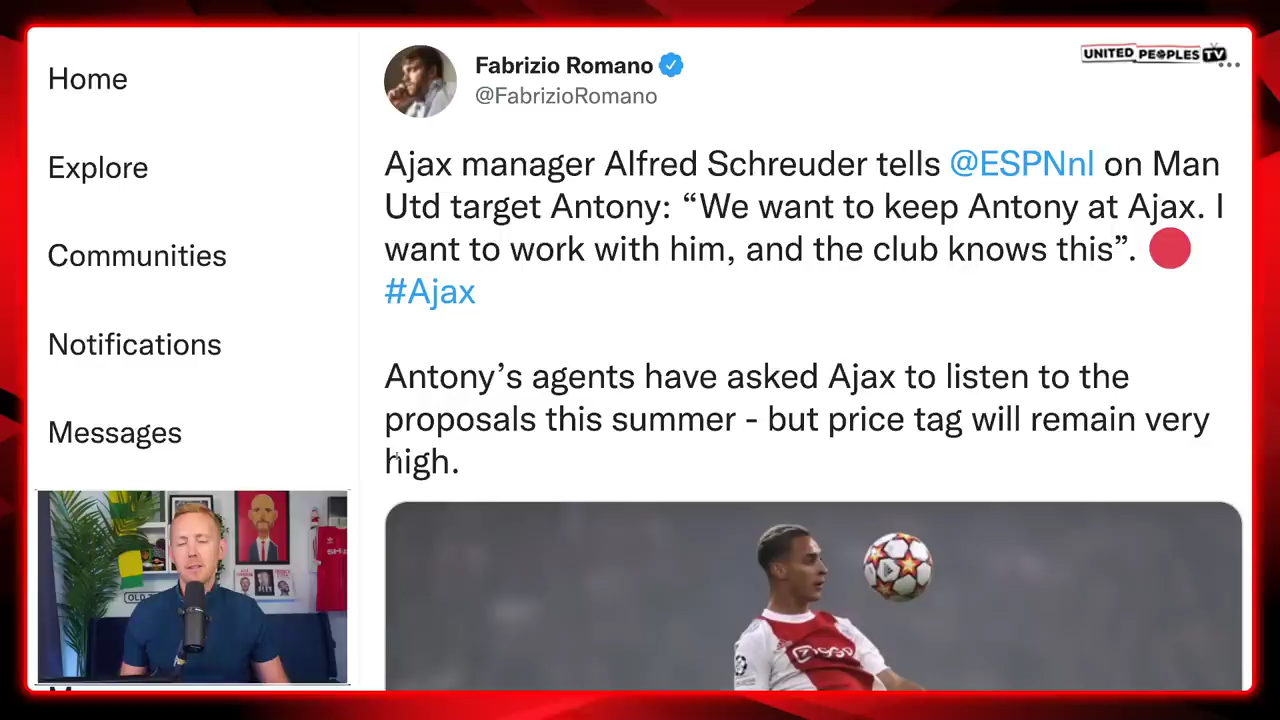 Home
Explore
Communities
Notifications
Messages
Fabrizio Romano
@FabrizioRomano
UNITED PEOPLES TV
Ajax manager Alfred Schreuder tells @ESPNnl on Man
Utd target Antony: “We want to keep Antony at Ajax. I
want to work with him, and the club knows this”. 🔴
#Ajax
Antony’s agents have asked Ajax to listen to the
proposals this summer - but price tag will remain very
high.
Ziggo